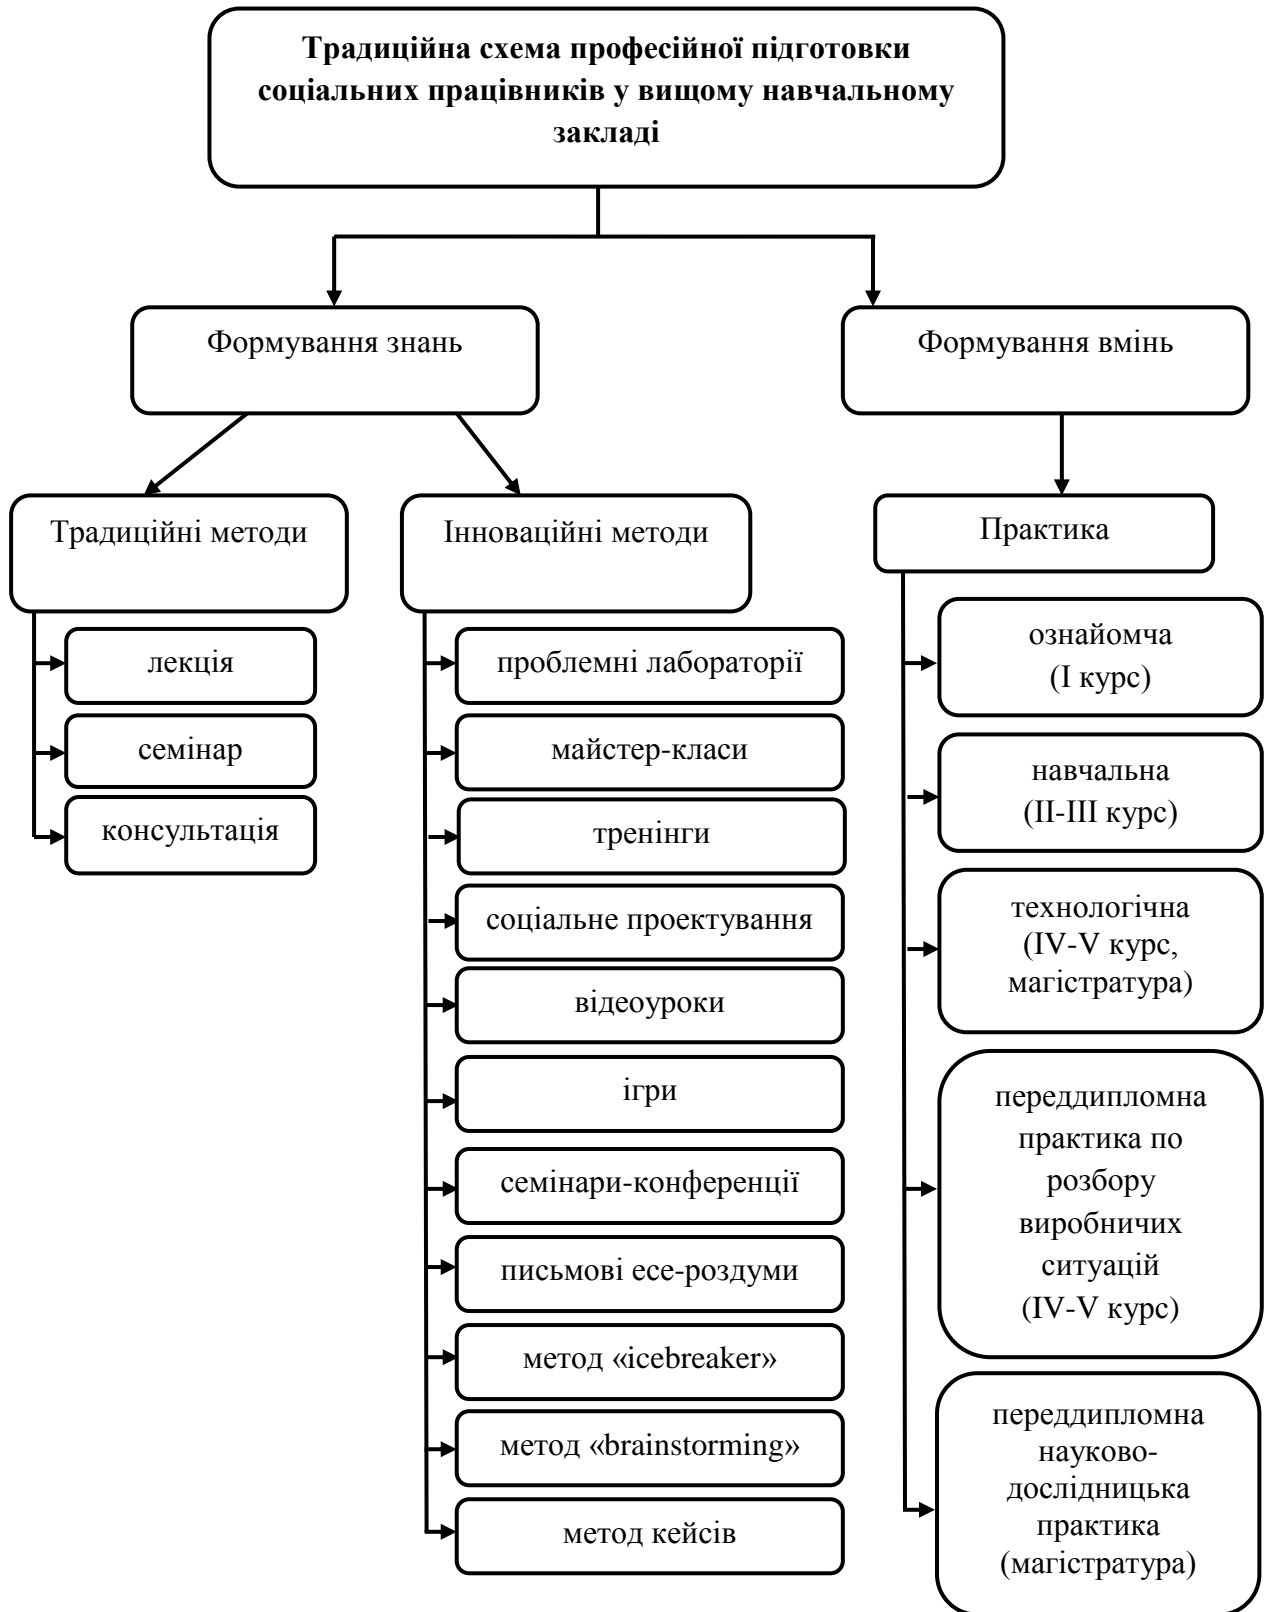 Традиційна схема професійної підготовки
соціальних працівників у вищому навчальному
закладі
Формування знань
Формування вмінь
Традиційні методи
Інноваційні методи
Практика
лекція
семінар
консультація
проблемні лабораторії
майстер-класи
тренінги
соціальне проектування
відеоуроки
ігри
семінари-конференції
письмові есе-роздуми
метод «icebreaker»
метод «brainstorming»
метод кейсів
ознайомча
(І курс)
навчальна
(ІІ-ІІІ курс)
технологічна
(IV-V курс,
магістратура)
переддипломна
практика по
розбору
виробничих
ситуацій
(IV-V курс)
переддипломна
науково-
дослідницька
практика
(магістратура)